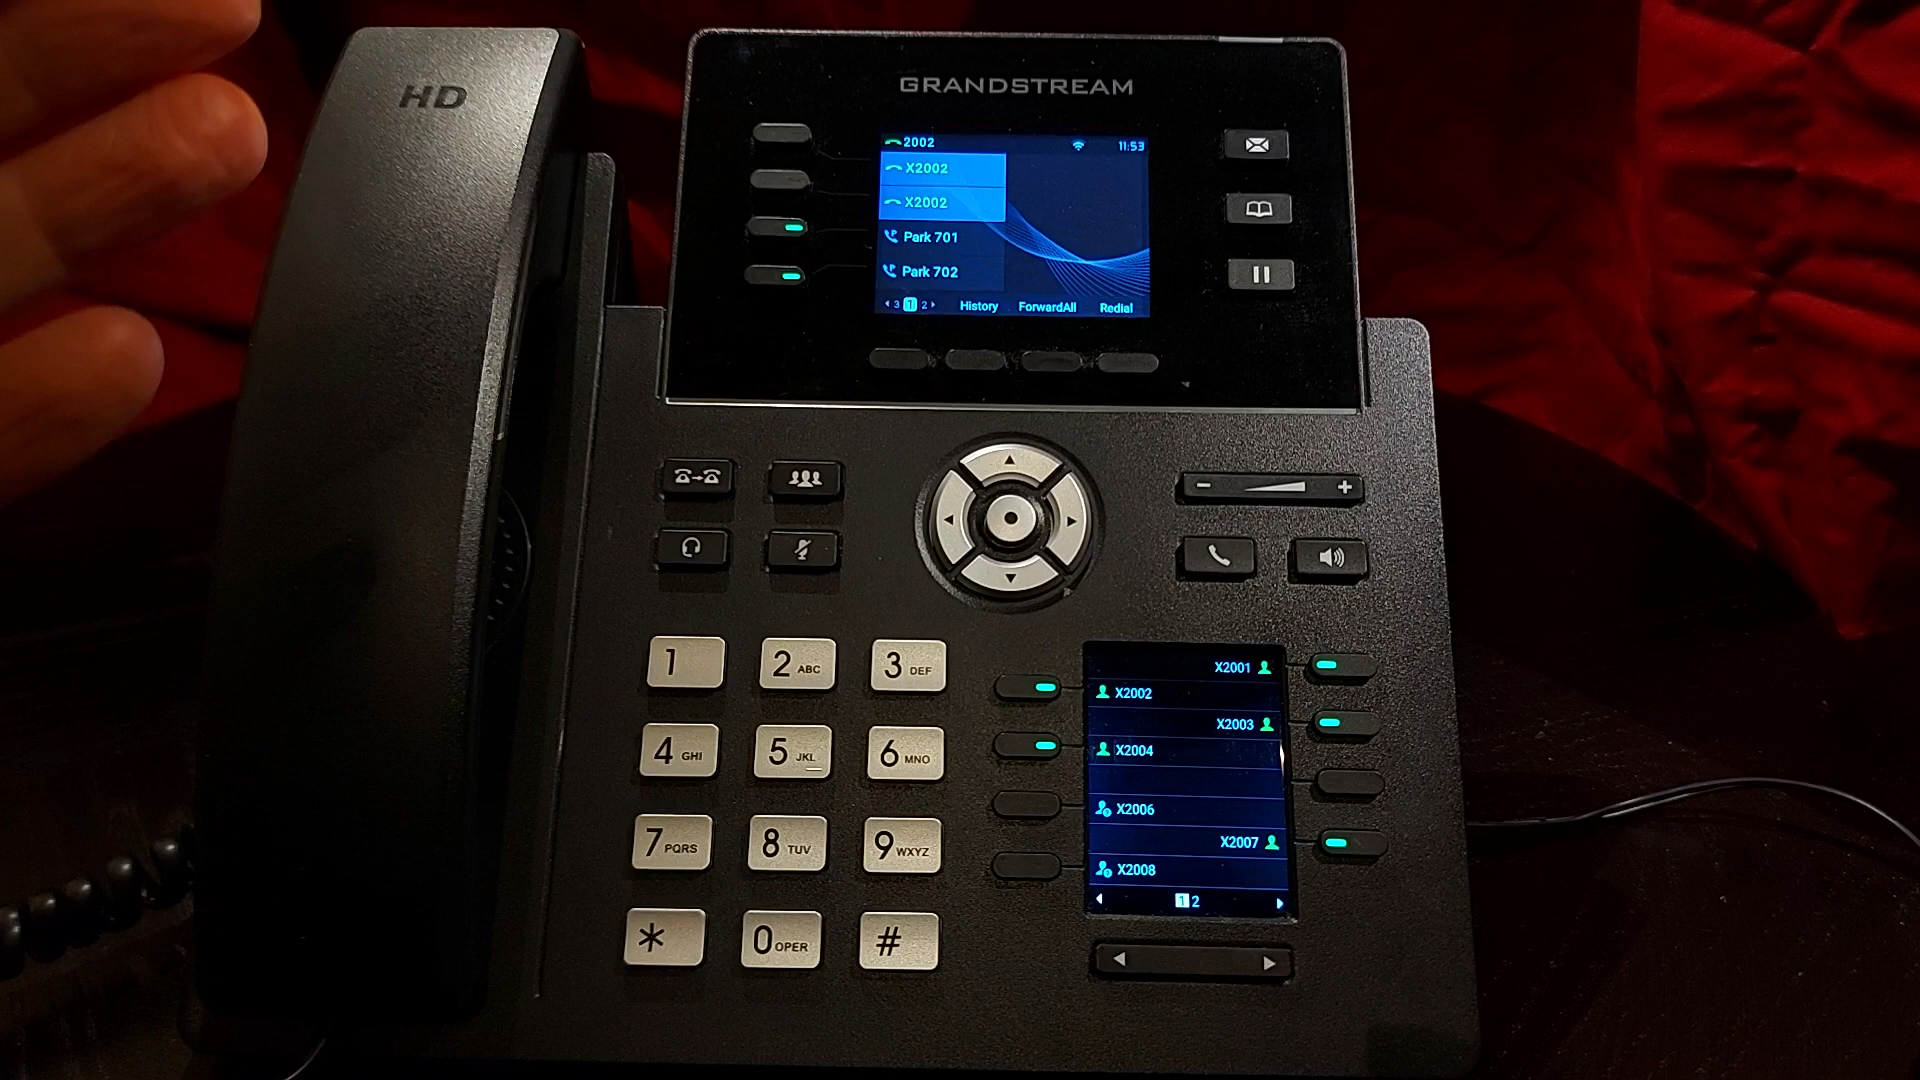 HD
GRANDSTREAM
2002 11:53
X2002
X2002
Park 701
Park 702
3 1 2 History ForwardAll Redial
- +
1 2 ABC 3 DEF
4 GHI 5 JKL 6 MNO
7 PQRS 8 TUV 9 WXYZ
* 0 OPER #
X2001
X2002
X2003
X2004
X2006
X2007
X2008
1 2